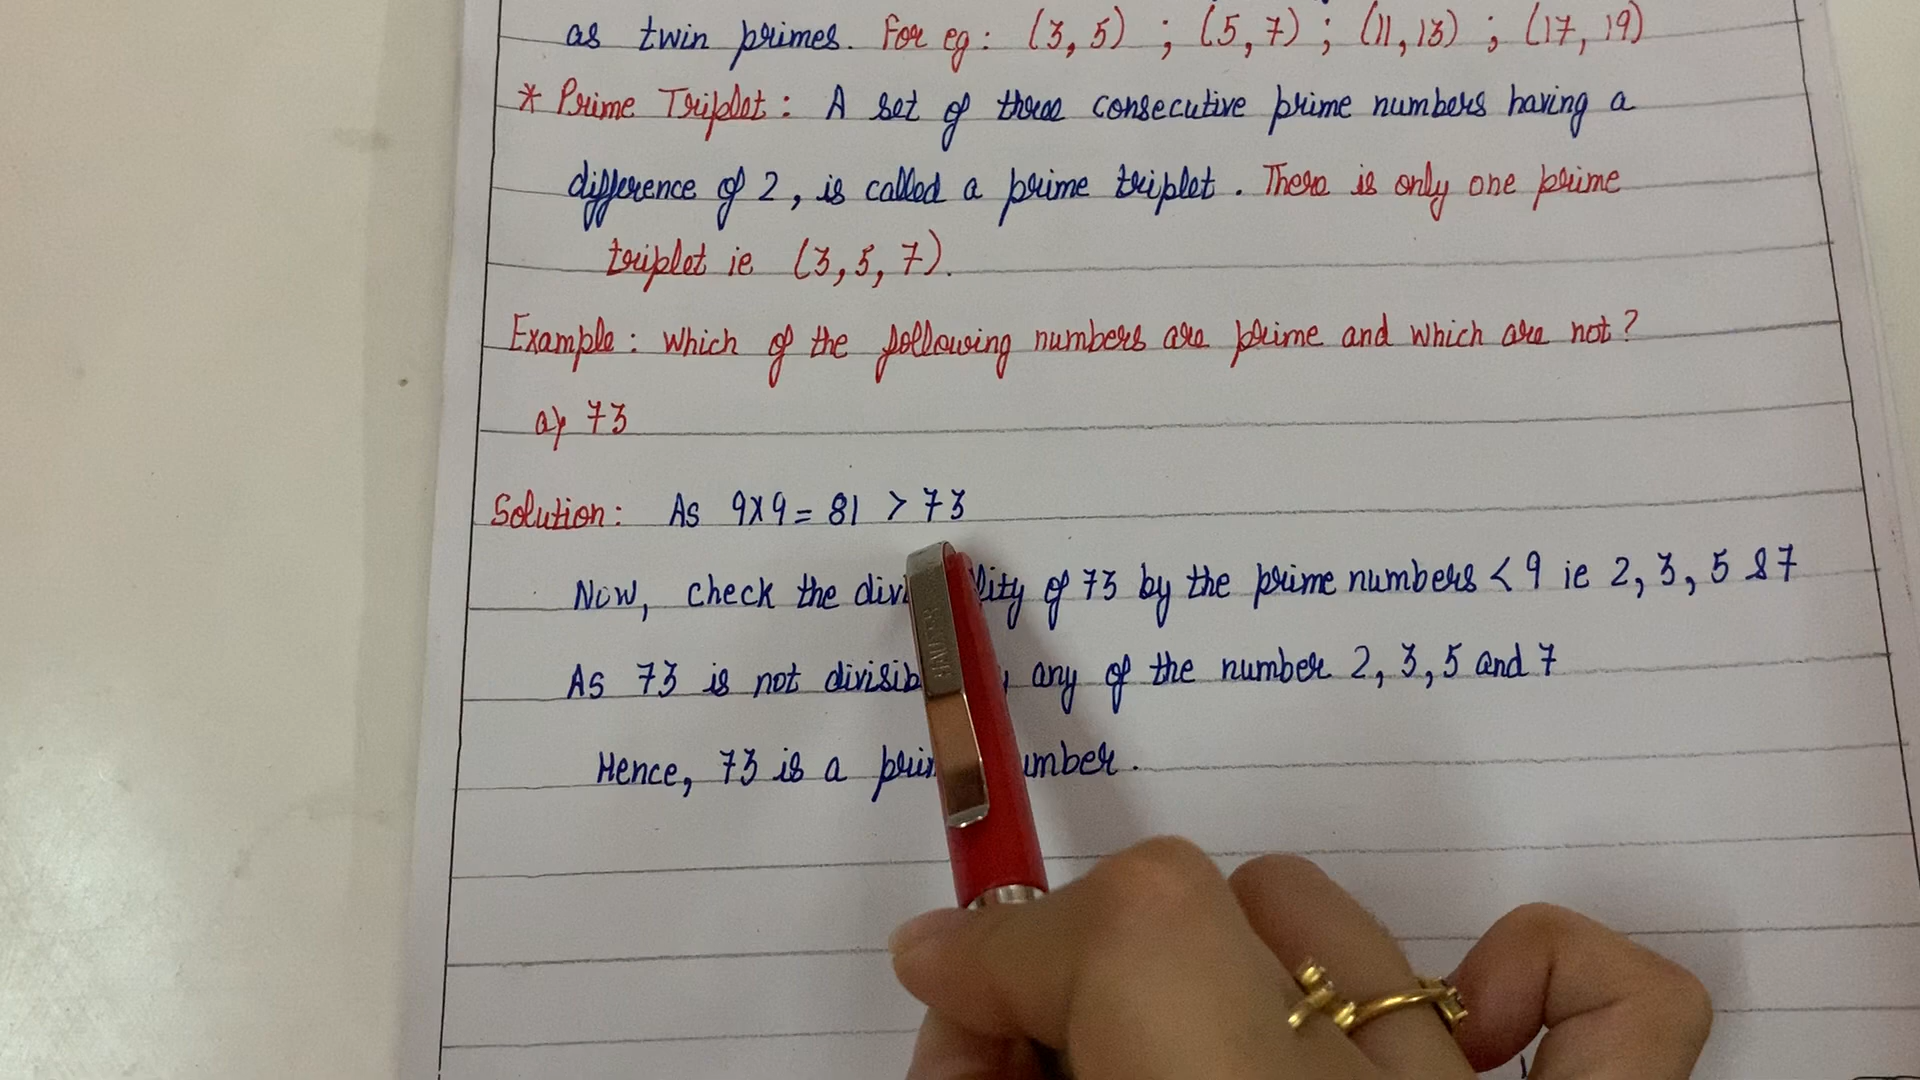 as twin primes. For eg: (3,5) ; (5,7) ; (11,13) ; (17, 19)
* Prime Triplet: A set of three consecutive prime numbers having a
difference of 2, is called a prime triplet. There is only one prime
triplet ie (3,5,7).
Example: Which of the following numbers are prime and which are not?
a) 73
Solution: As 9x9 = 81 > 73
Now, check the div lity of 73 by the prime numbers < 9 ie 2, 3, 5 & 7
As 73 is not divisib any of the number 2, 3, 5 and 7
Hence, 73 is a prim umber.